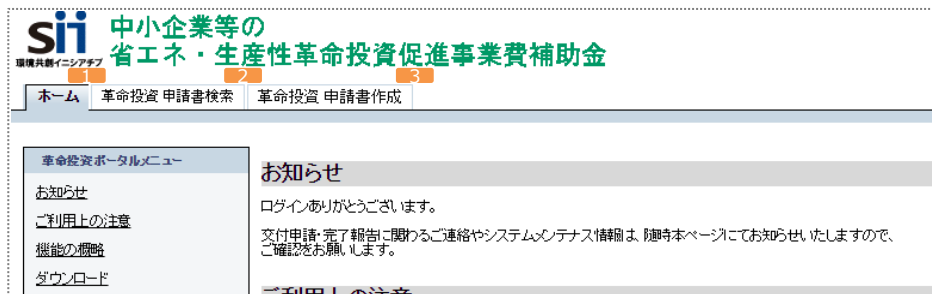 sii 中小企業等の
環境共創イニシアチブ 省エネ・生産性革命投資促進事業費補助金
1 2 3
ホーム 革命投資 申請書検索 革命投資 申請書作成
革命投資ポータルメニュー
お知らせ
ご利用上の注意
機能の概略
ダウンロード
お知らせ
ログインありがとうございます。
交付申請・完了報告に関わるご連絡やシステムメンテナンス情報は、随時本ページにてお知らせいたしますので、
ご確認をお願いします。
ご利用上の注意